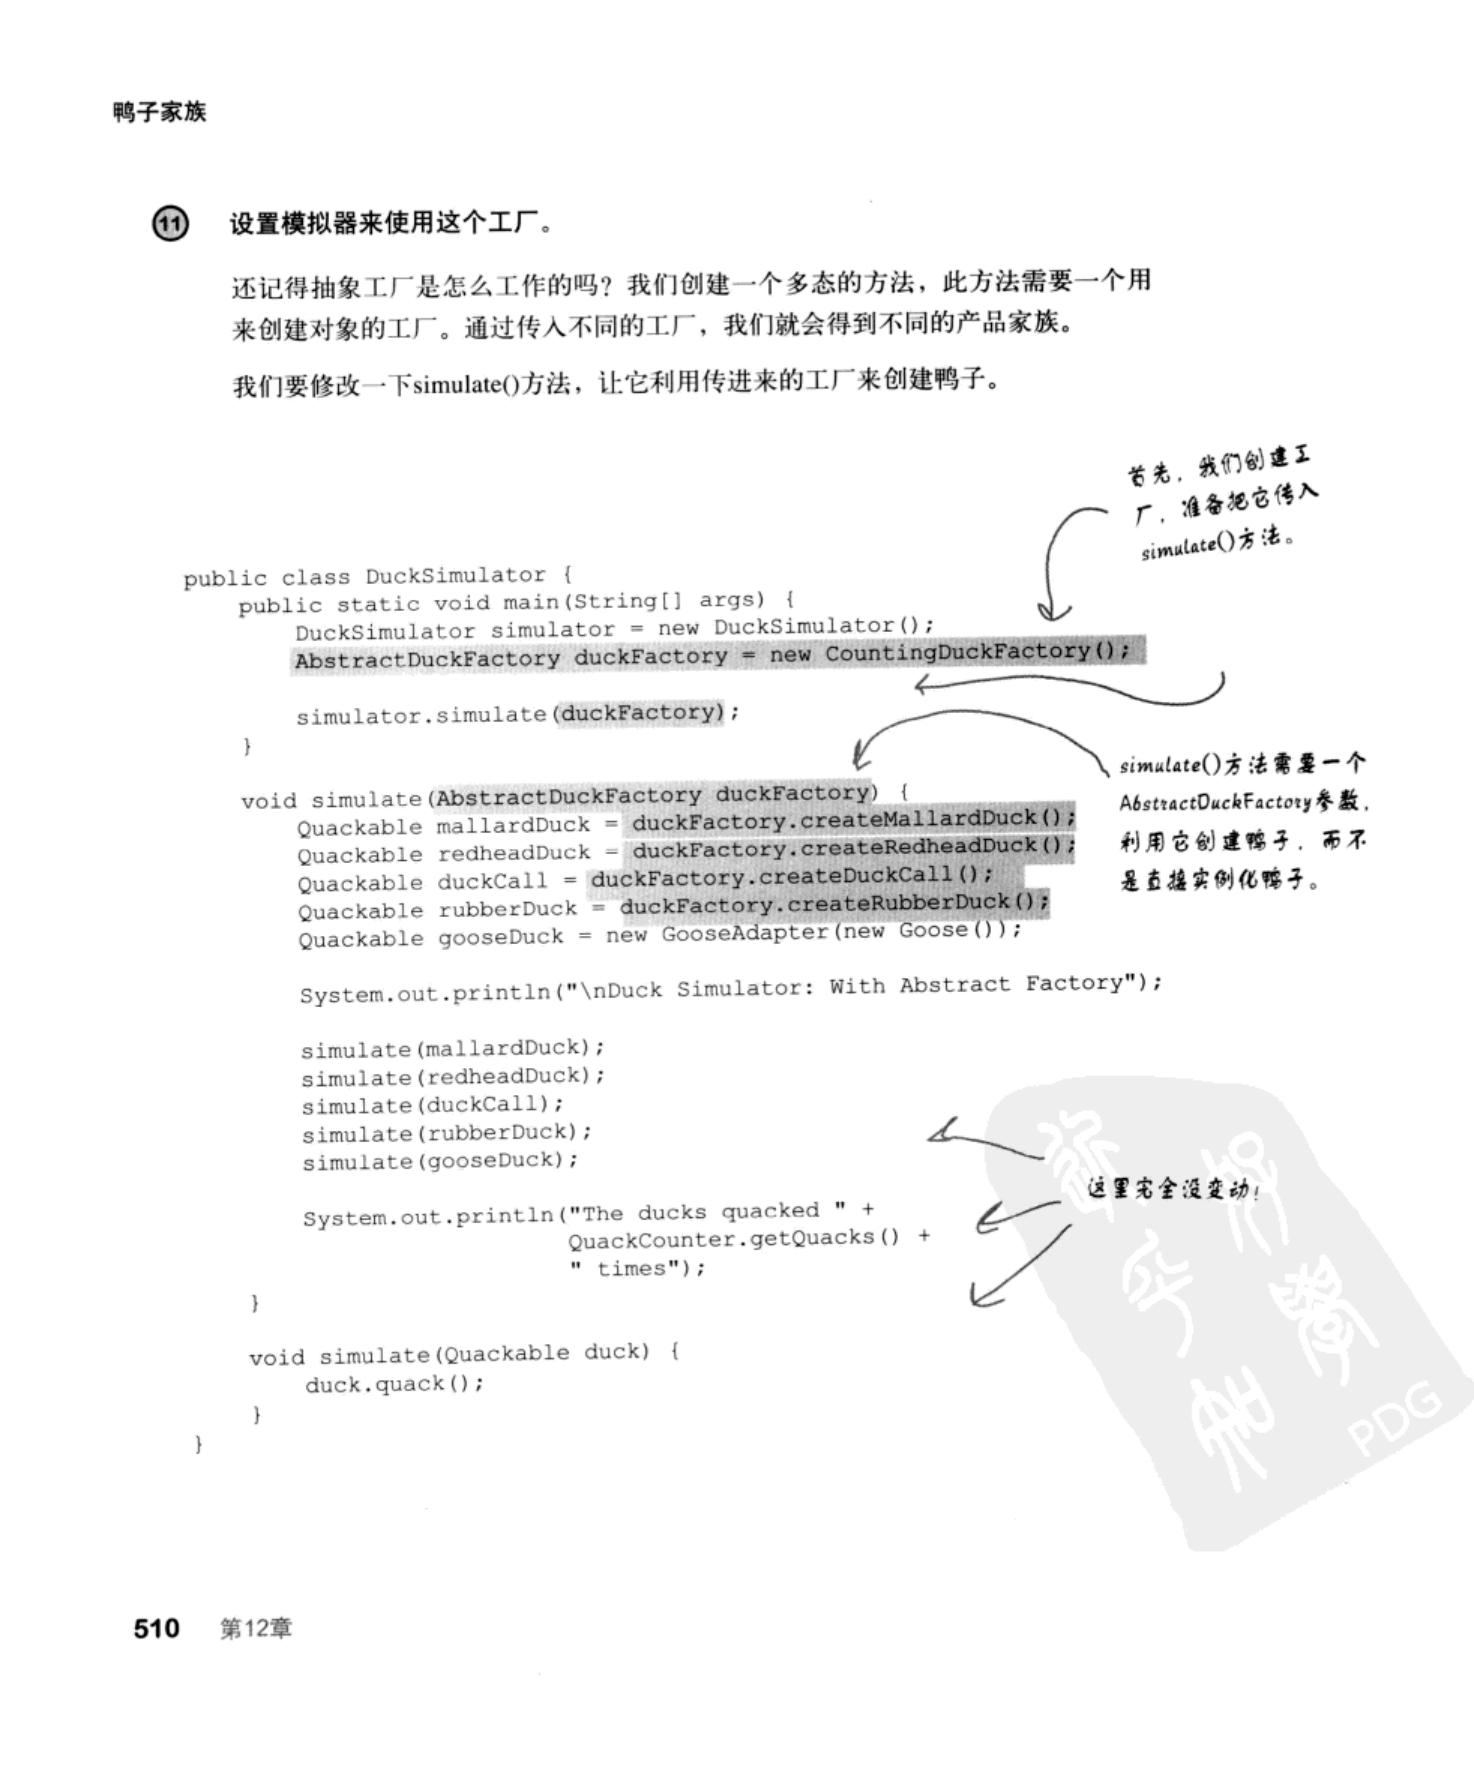 鸭子家族
11 设置模拟器来使用这个工厂。
还记得抽象工厂是怎么工作的吗？我们创建一个多态的方法，此方法需要一个用
来创建对象的工厂。通过传入不同的工厂，我们就会得到不同的产品家族。
我们要修改一下simulate()方法，让它利用传进来的工厂来创建鸭子。
首先，我们创建工
厂，准备把它传入
simulate()方法。
public class DuckSimulator {
public static void main(String[] args) {
DuckSimulator simulator = new DuckSimulator();
AbstractDuckFactory duckFactory = new CountingDuckFactory();
simulator.simulate(duckFactory);
}
void simulate(AbstractDuckFactory duckFactory) {
Quackable mallardDuck = duckFactory.createMallardDuck();
Quackable redheadDuck = duckFactory.createRedheadDuck();
Quackable duckCall = duckFactory.createDuckCall();
Quackable rubberDuck = duckFactory.createRubberDuck();
Quackable gooseDuck = new GooseAdapter(new Goose());
simulate()方法需要一个
AbstractDuckFactory参数，
利用它创建鸭子，而不
是直接实例化鸭子。
System.out.println("\nDuck Simulator: With Abstract Factory");
simulate(mallardDuck);
simulate(redheadDuck);
simulate(duckCall);
simulate(rubberDuck);
simulate(gooseDuck);
这里完全没变动！
System.out.println("The ducks quacked " +
QuackCounter.getQuacks() +
" times");
}
void simulate(Quackable duck) {
duck.quack();
}
}
PDG
510 第12章